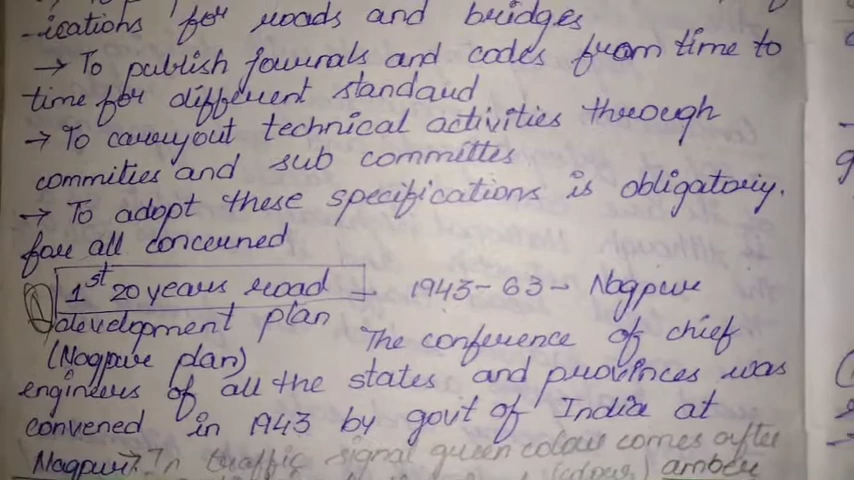 -ications for roads and bridges
→ To publish journals and codes from time to
time for different standard
→ To carryout technical activities through
commities and sub committes
→ To adopt these specifications is obligatory.
for all concerned
① 1st 20 years road - 1943-63- Nagpur
development plan
The conference of chief
(Nagpur plan)
engineers of all the states and provinces was
convened in 1943 by govt of India at
Nagpur → In traffic signal green colour comes after
(colour) amber